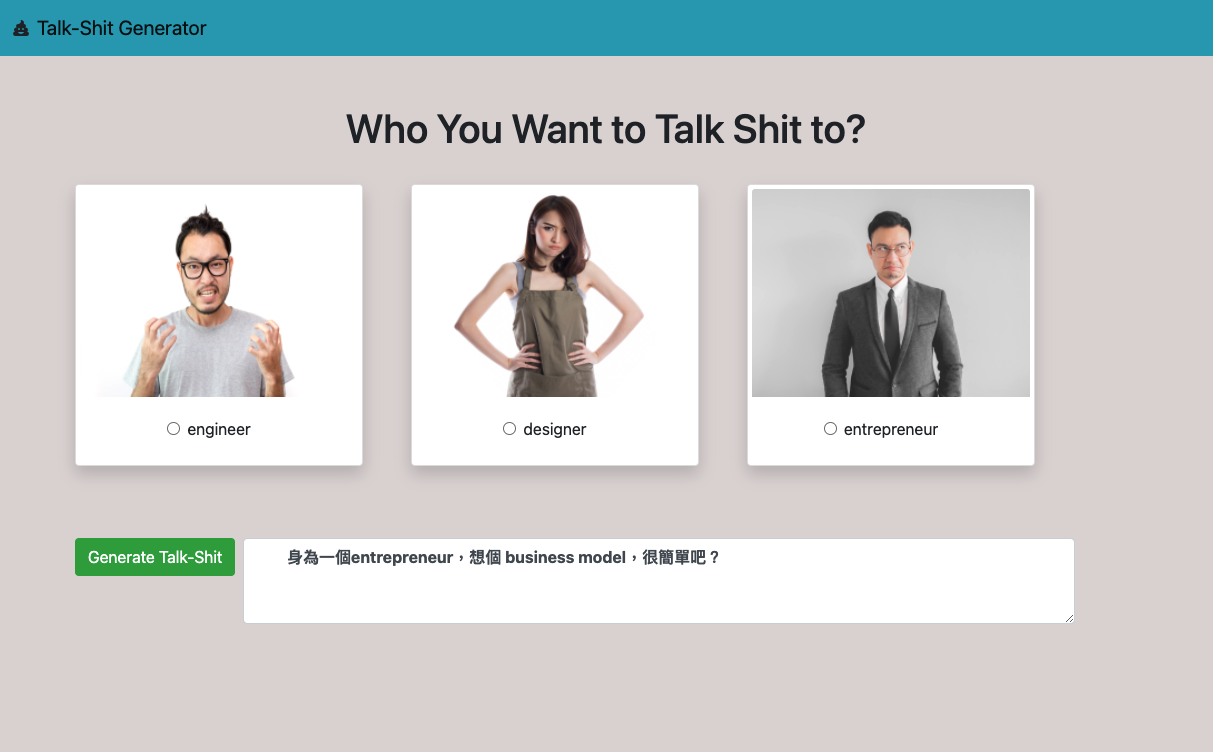 Talk-Shit Generator
Who You Want to Talk Shit to?
engineer
designer
entrepreneur
Generate Talk-Shit
身為一個entrepreneur，想個 business model，很簡單吧？